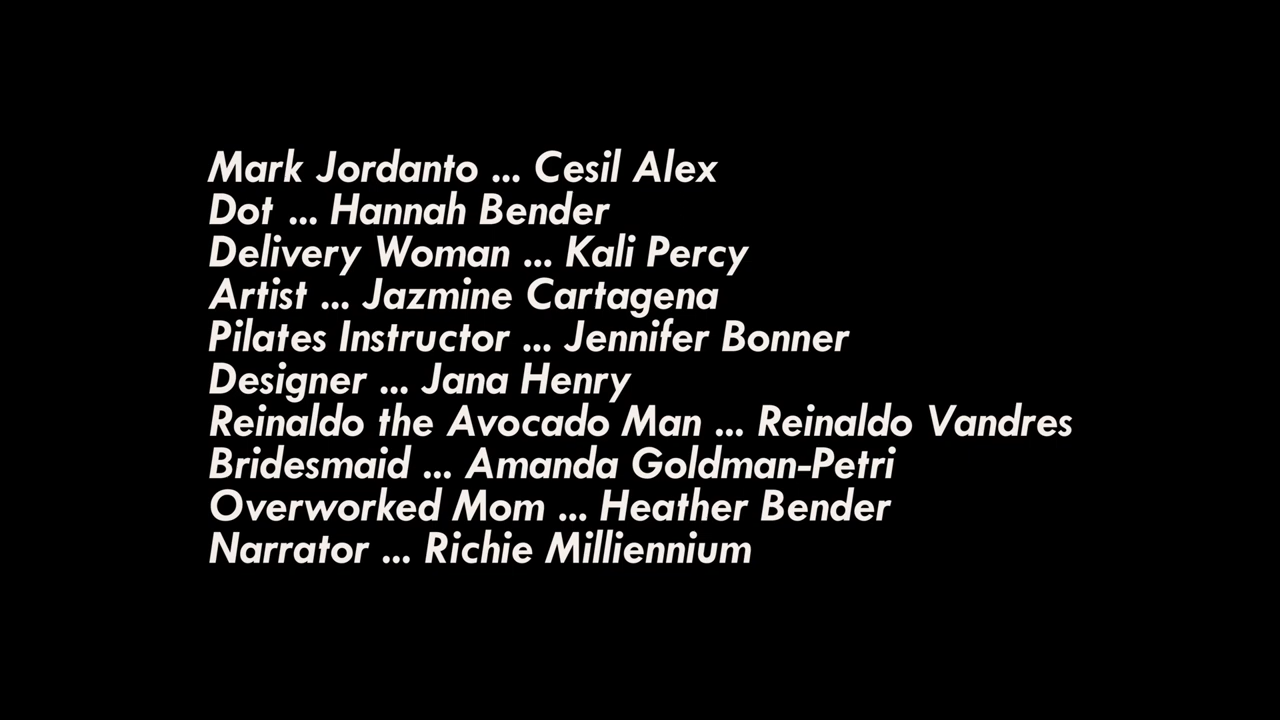 Mark Jordanto ... Cesil Alex
Dot ... Hannah Bender
Delivery Woman ... Kali Percy
Artist ... Jazmine Cartagena
Pilates Instructor ... Jennifer Bonner
Designer ... Jana Henry
Reinaldo the Avocado Man ... Reinaldo Vandres
Bridesmaid ... Amanda Goldman-Petri
Overworked Mom ... Heather Bender
Narrator ... Richie Milliennium